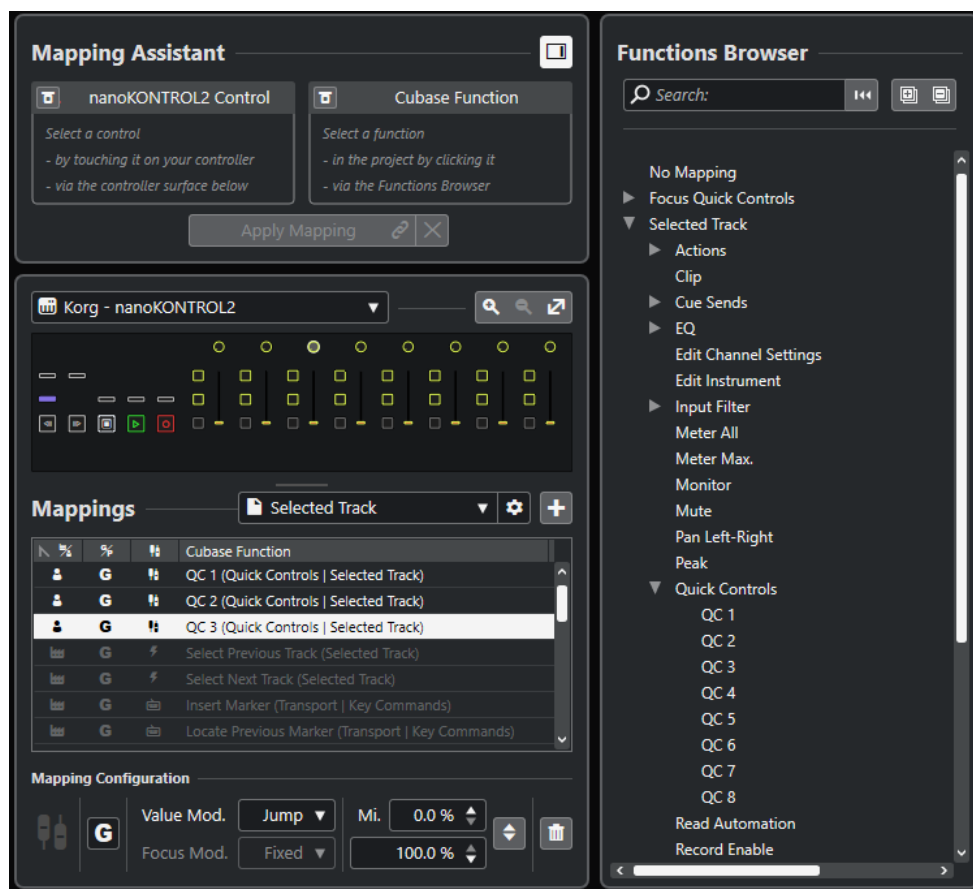 Mapping Assistant
nanoKONTROL2 Control
Select a control
- by touching it on your controller
- via the controller surface below
Cubase Function
Select a function
- in the project by clicking it
- via the Functions Browser
Apply Mapping
Korg - nanoKONTROL2
Mappings
Selected Track
Cubase Function
G QC 1 (Quick Controls | Selected Track)
G QC 2 (Quick Controls | Selected Track)
G QC 3 (Quick Controls | Selected Track)
G Select Previous Track (Selected Track)
G Select Next Track (Selected Track)
G Insert Marker (Transport | Key Commands)
G Locate Previous Marker (Transport | Key Commands)
Mapping Configuration
G
Value Mod. Jump Mi. 0.0 %
Focus Mod. Fixed 100.0 %
Functions Browser
Search:
No Mapping
Focus Quick Controls
Selected Track
Actions
Clip
Cue Sends
EQ
Edit Channel Settings
Edit Instrument
Input Filter
Meter All
Meter Max.
Monitor
Mute
Pan Left-Right
Peak
Quick Controls
QC 1
QC 2
QC 3
QC 4
QC 5
QC 6
QC 7
QC 8
Read Automation
Record Enable